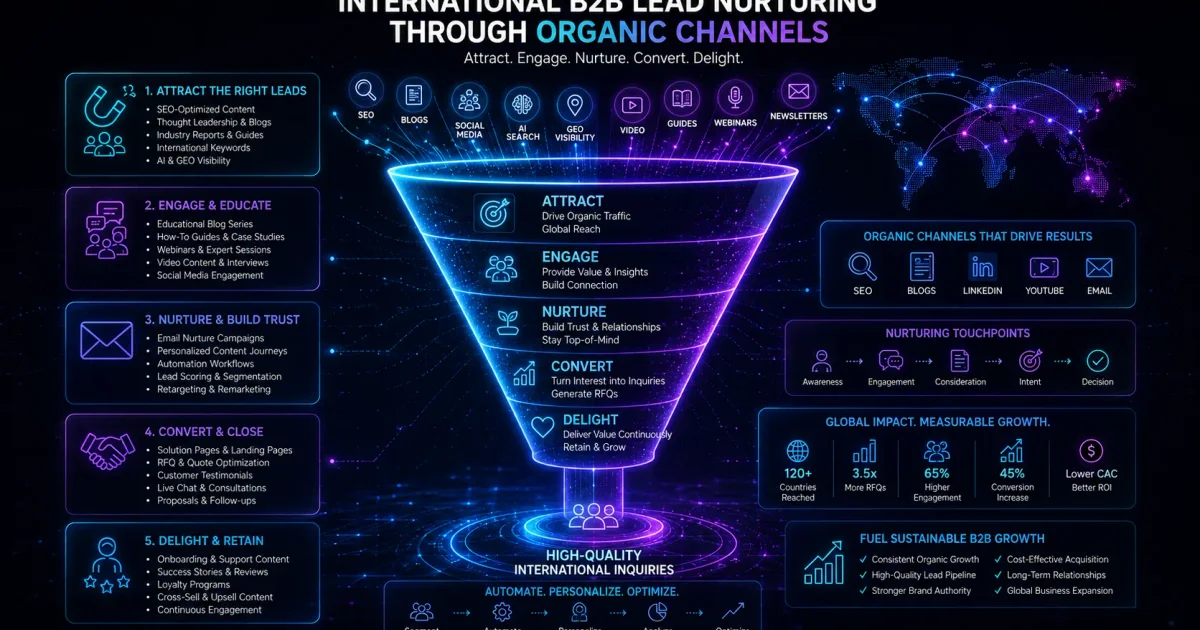 INTERNATIONAL B2B LEAD NURTURING
THROUGH ORGANIC CHANNELS
Attract. Engage. Nurture. Convert. Delight.
1. ATTRACT THE RIGHT LEADS
• SEO-Optimized Content
• Thought Leadership & Blogs
• Industry Reports & Guides
• International Keywords
• AI & GEO Visibility
2. ENGAGE & EDUCATE
• Educational Blog Series
• How-To Guides & Case Studies
• Webinars & Expert Sessions
• Video Content & Interviews
• Social Media Engagement
3. NURTURE & BUILD TRUST
• Email Nurture Campaigns
• Personalized Content Journeys
• Automation Workflows
• Lead Scoring & Segmentation
• Retargeting & Remarketing
4. CONVERT & CLOSE
• Solution Pages & Landing Pages
• RFQ & Quote Optimization
• Customer Testimonials
• Live Chat & Consultations
• Proposals & Follow-ups
5. DELIGHT & RETAIN
• Onboarding & Support Content
• Success Stories & Reviews
• Loyalty Programs
• Cross-Sell & Upsell Content
• Continuous Engagement
SEO
BLOGS
SOCIAL
MEDIA
AI
SEARCH
GEO
VISIBILITY
VIDEO
GUIDES
WEBINARS
NEWSLETTERS
ATTRACT
Drive Organic Traffic
Global Reach
ENGAGE
Provide Value & Insights
Build Connection
NURTURE
Build Trust & Relationships
Stay Top-of-Mind
CONVERT
Turn Interest into Inquiries
Generate RFQs
DELIGHT
Deliver Value Continuously
Retain & Grow
HIGH-QUALITY
INTERNATIONAL INQUIRIES
AUTOMATE. PERSONALIZE. OPTIMIZE.
Segment
Automate
Personalize
Analyze
Optimize
ORGANIC CHANNELS THAT DRIVE RESULTS
in
SEO
BLOGS
LINKEDIN
YOUTUBE
EMAIL
NURTURING TOUCHPOINTS
Awareness
Engagement
Consideration
Intent
Decision
GLOBAL IMPACT. MEASURABLE GROWTH.
$
120+
Countries
Reached
3.5x
More RFQs
65%
Higher
Engagement
45%
Conversion
Increase
Lower CAC
Better ROI
FUEL SUSTAINABLE B2B GROWTH
✓ Consistent Organic Growth
✓ High-Quality Lead Pipeline
✓ Stronger Brand Authority
✓ Cost-Effective Acquisition
✓ Long-Term Relationships
✓ Global Business Expansion